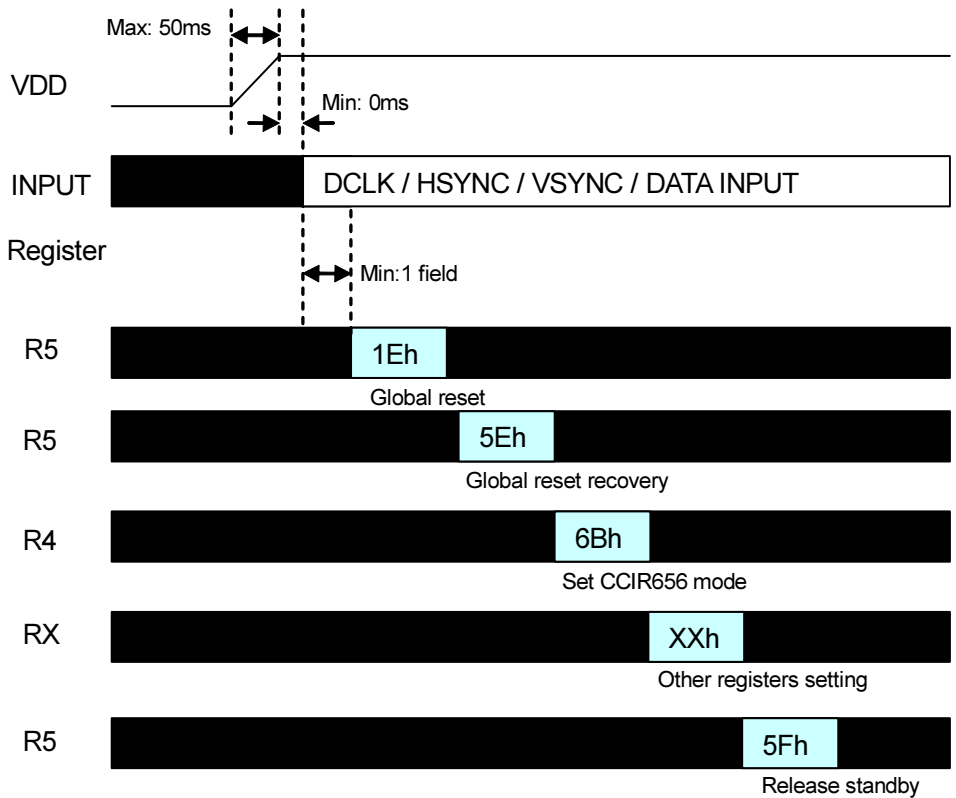 Max: 50ms
VDD
Min: 0ms
INPUT
DCLK / HSYNC / VSYNC / DATA INPUT
Register
Min:1 field
R5
1Eh
Global reset
R5
5Eh
Global reset recovery
R4
6Bh
Set CCIR656 mode
RX
XXh
Other registers setting
R5
5Fh
Release standby